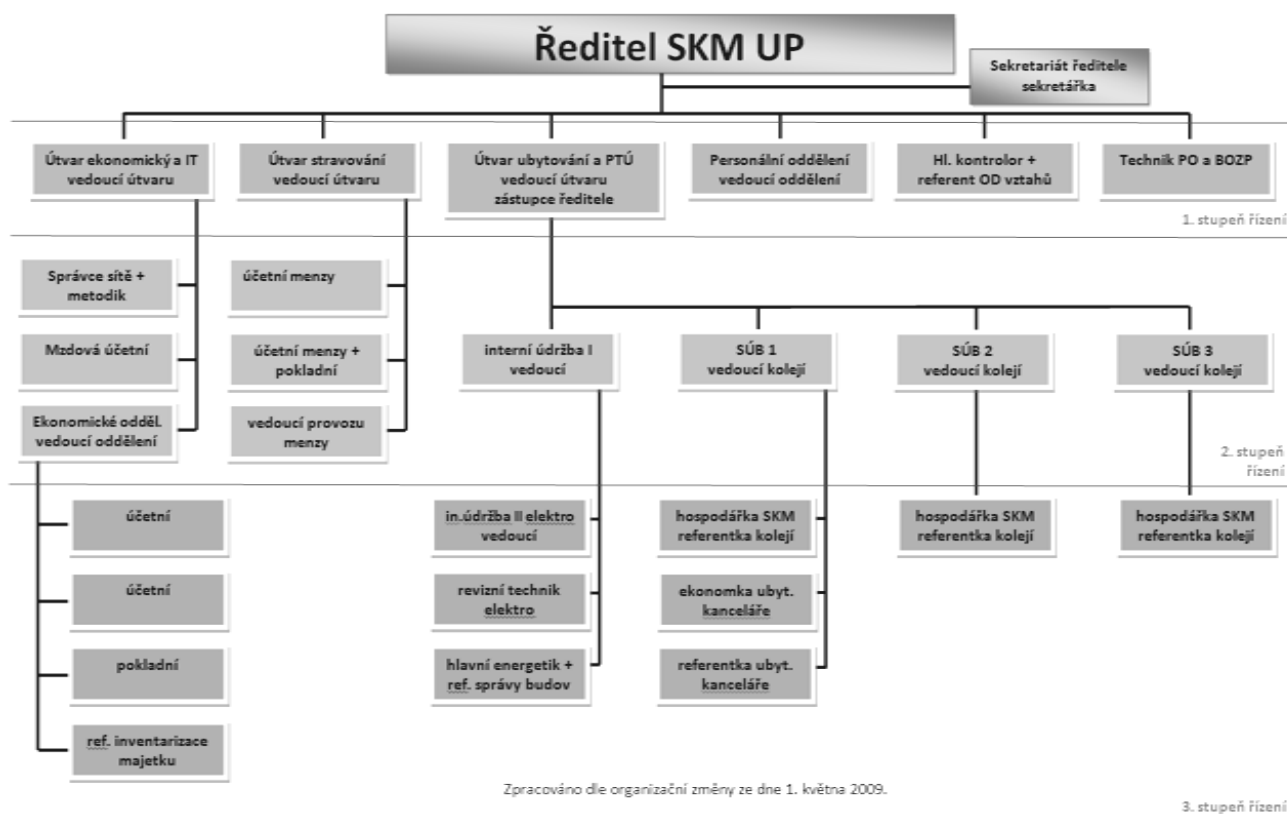 Ředitel SKM UP
Sekretariát ředitele
sekretářka
Útvar ekonomický a IT
vedoucí útvaru
Útvar stravování
vedoucí útvaru
Útvar ubytování a PTÚ
vedoucí útvaru
zástupce ředitele
Personální oddělení
vedoucí oddělení
Hl. kontrolor +
referent OD vztahů
Technik PO a BOZP
1. stupeň řízení
Správce sítě +
metodik
účetní menzy
Mzdová účetní
účetní menzy +
pokladní
interní údržba I
vedoucí
SÚB 1
vedoucí kolejí
SÚB 2
vedoucí kolejí
SÚB 3
vedoucí kolejí
Ekonomické odděl.
vedoucí oddělení
vedoucí provozu
menzy
2. stupeň
řízení
účetní
in.údržba II elektro
vedoucí
hospodářka SKM
referentka kolejí
hospodářka SKM
referentka kolejí
hospodářka SKM
referentka kolejí
účetní
revizní technik
elektro
ekonomka ubyt.
kanceláře
pokladní
hlavní energetik +
ref. správy budov
referentka ubyt.
kanceláře
ref. inventarizace
majetku
Zpracováno dle organizační změny ze dne 1. května 2009.
3. stupeň řízení